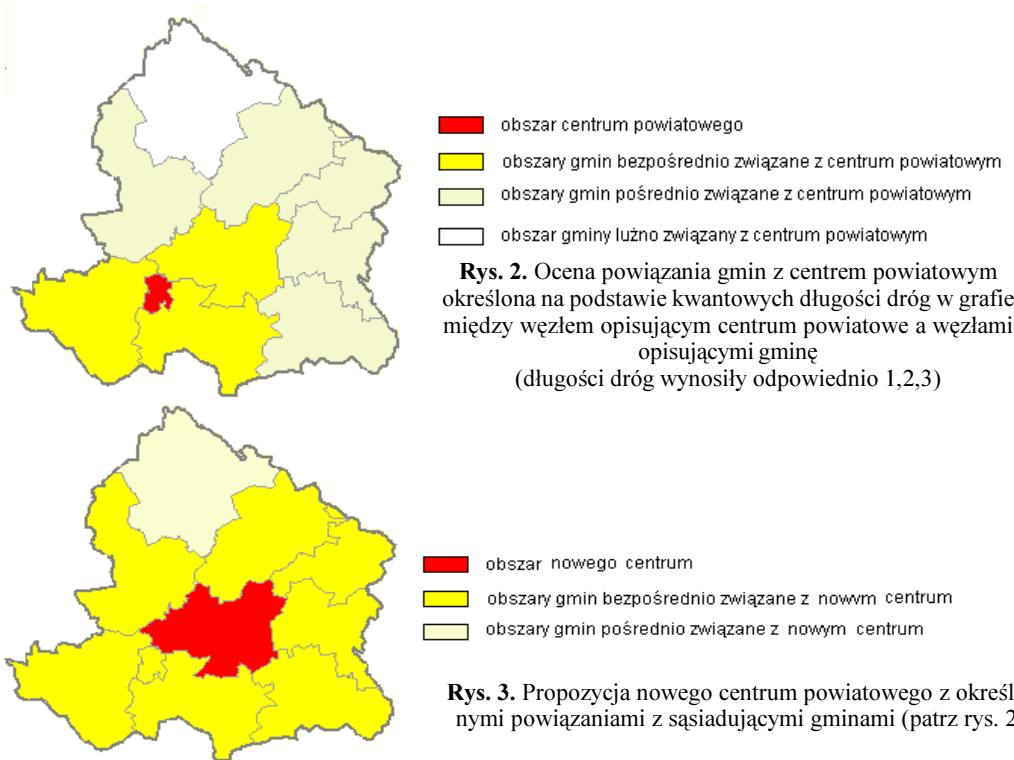 obszar centrum powiatowego
obszary gmin bezpośrednio związane z centrum powiatowym
obszary gmin pośrednio związane z centrum powiatowym
obszar gminy luźno związany z centrum powiatowym
Rys. 2. Ocena powiązania gmin z centrem powiatowym
określona na podstawie kwantowych długości dróg w grafie
między węzłem opisującym centrum powiatowe a węzłami
opisującymi gminę
(długości dróg wynosiły odpowiednio 1,2,3)
obszar nowego centrum
obszary gmin bezpośrednio związane z nowym centrum
obszary gmin pośrednio związane z nowym centrum
Rys. 3. Propozycja nowego centrum powiatowego z określ
nymi powiązaniami z sąsiadującymi gminami (patrz rys. 2